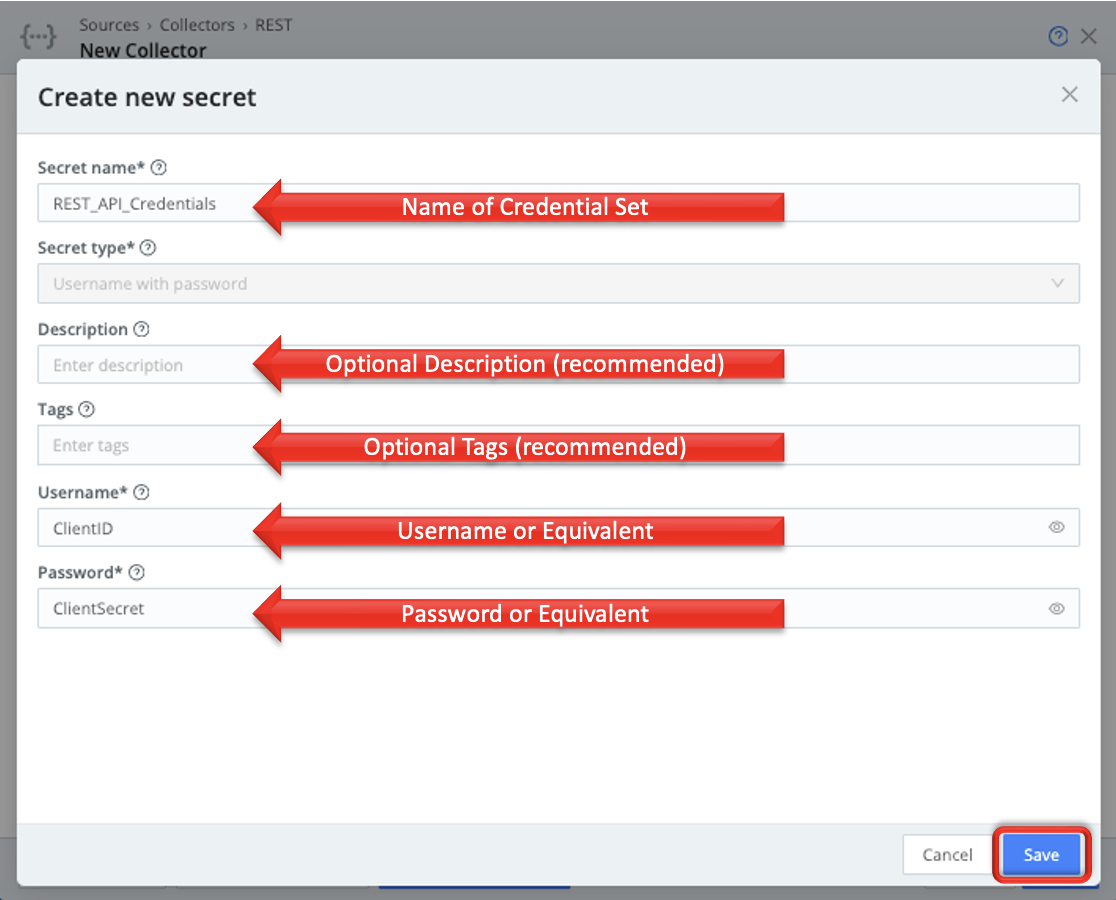 Sources › Collectors › REST
New Collector
Create new secret
Secret name*
REST_API_Credentials
Name of Credential Set
Secret type*
Username with password
Description
Enter description
Optional Description (recommended)
Tags
Enter tags
Optional Tags (recommended)
Username*
ClientID
Username or Equivalent
Password*
ClientSecret
Password or Equivalent
Cancel
Save